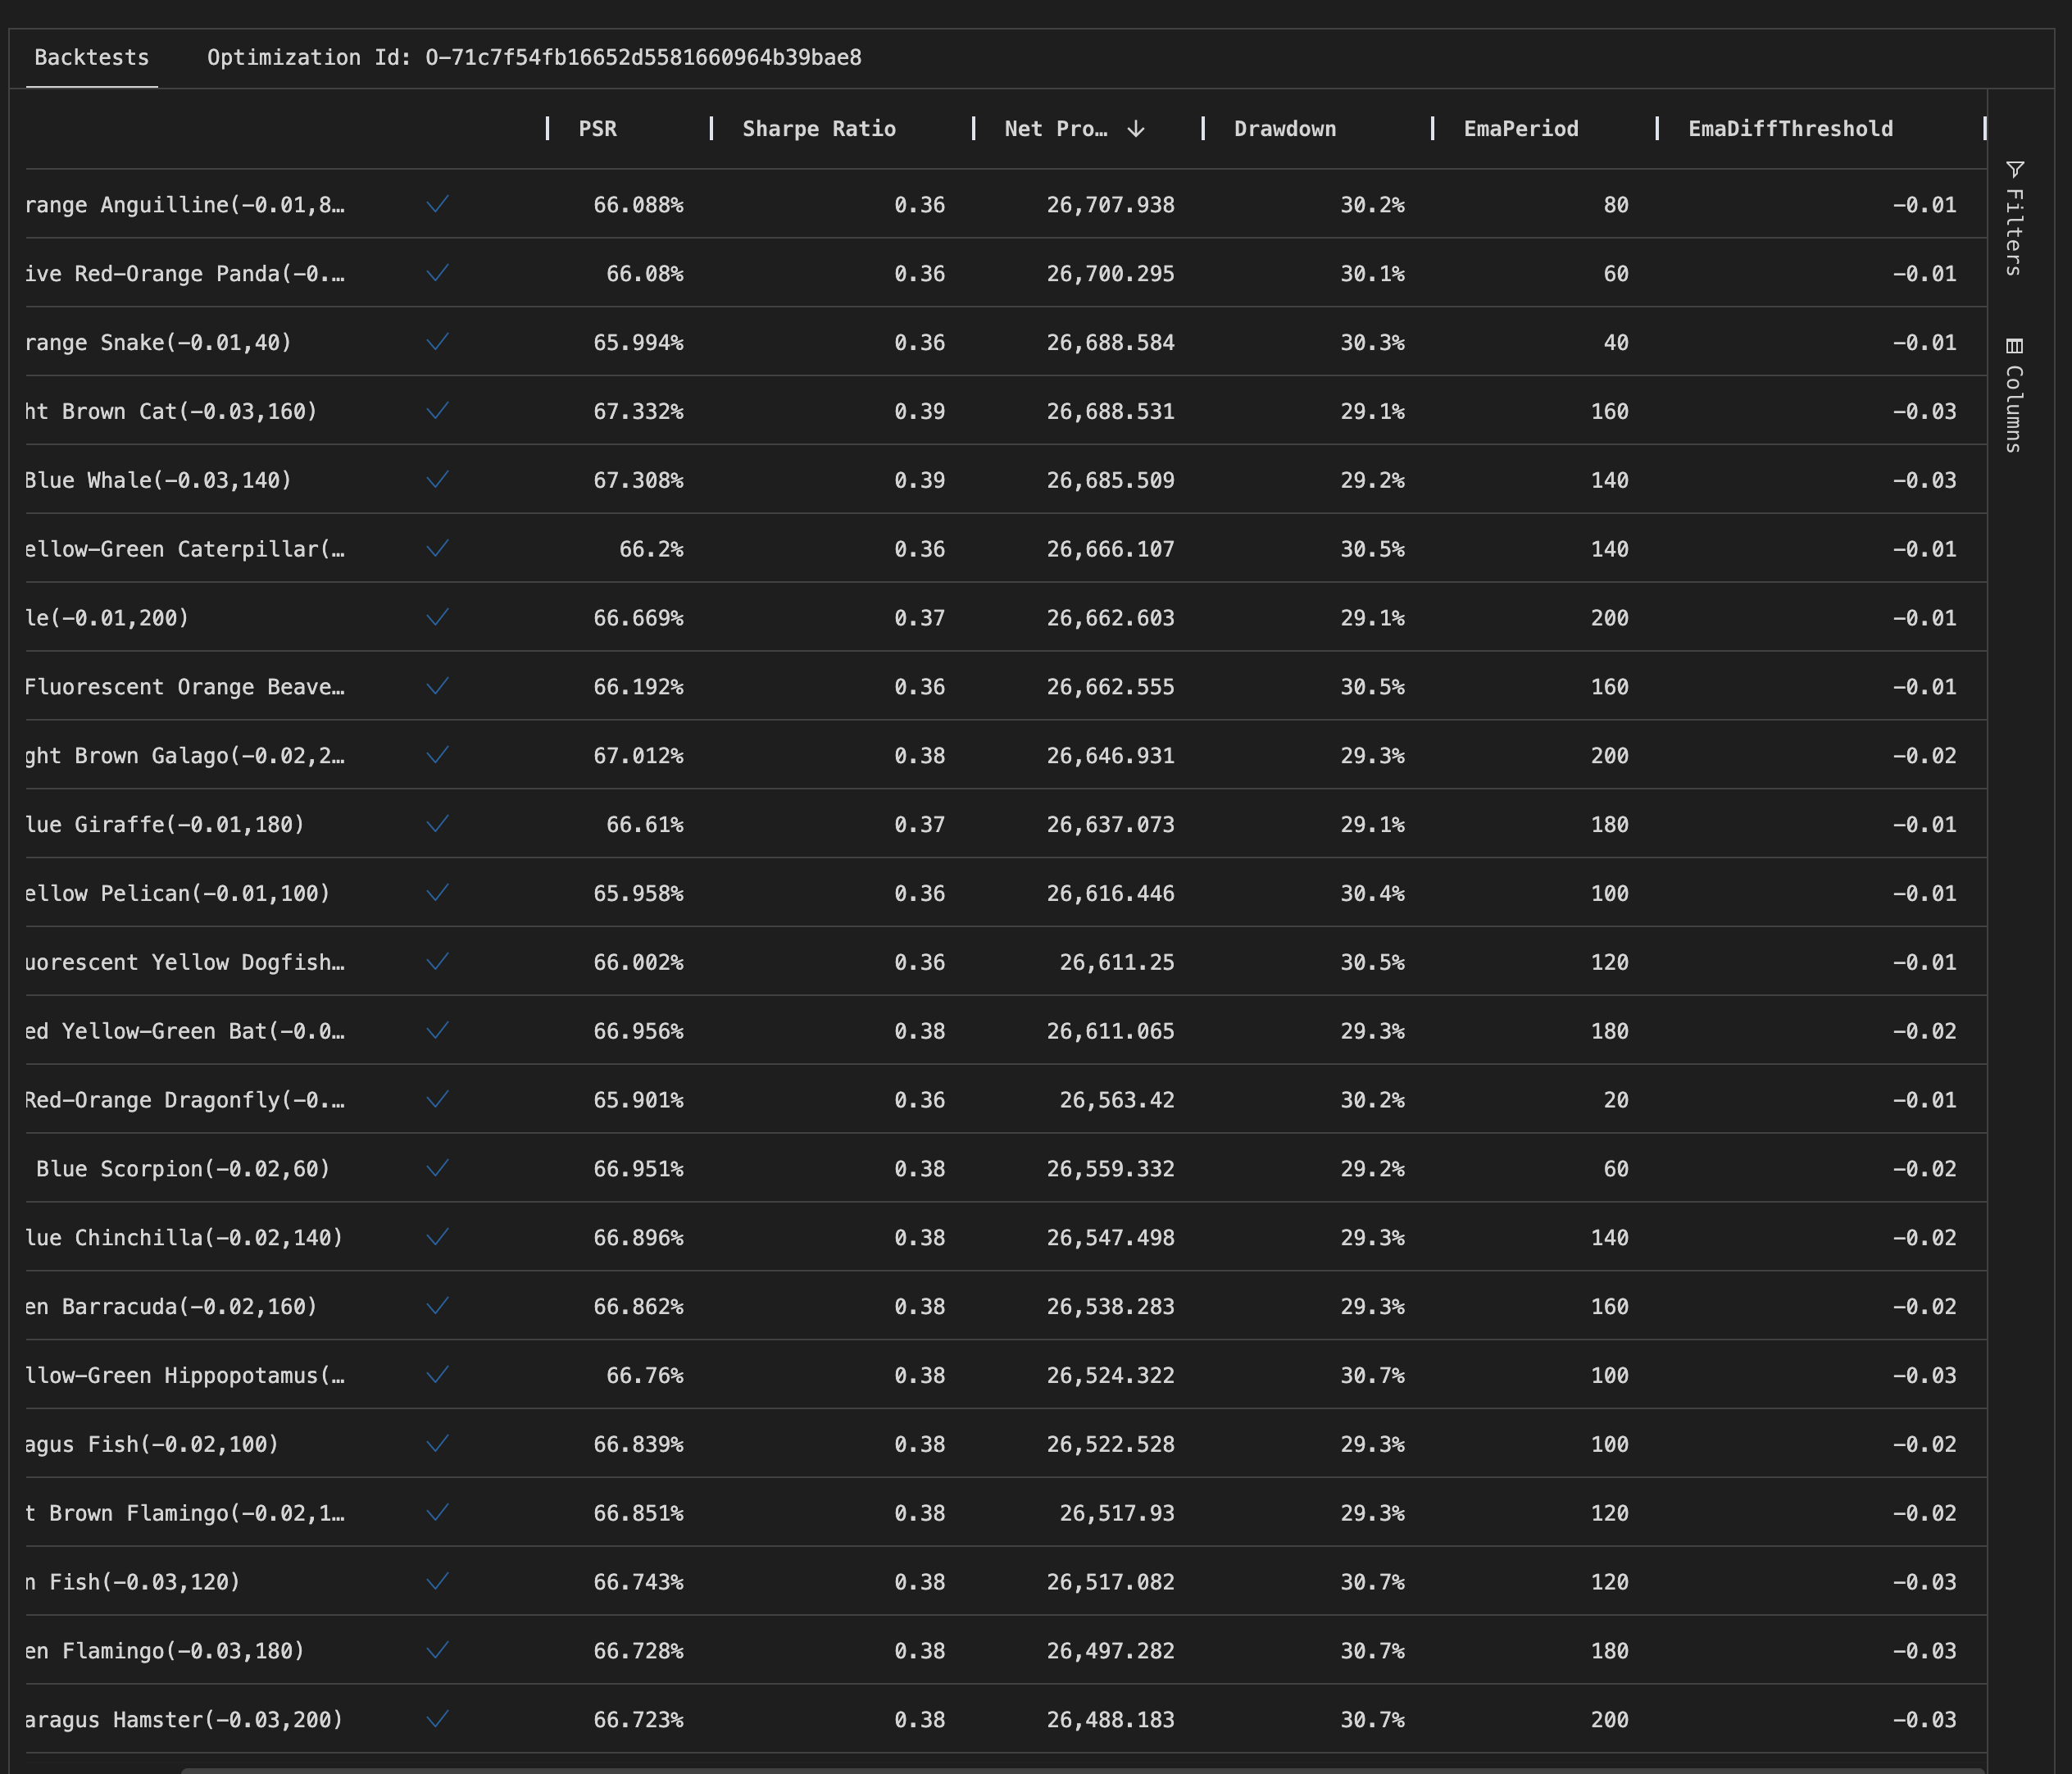 Backtests Optimization Id: O-71c7f54fb16652d5581660964b39bae8
PSR Sharpe Ratio Net Pro… Drawdown EmaPeriod EmaDiffThreshold
range Anguilline(-0.01,8… 66.088% 0.36 26,707.938 30.2% 80 -0.01
ive Red-Orange Panda(-0.… 66.08% 0.36 26,700.295 30.1% 60 -0.01
range Snake(-0.01,40) 65.994% 0.36 26,688.584 30.3% 40 -0.01
ht Brown Cat(-0.03,160) 67.332% 0.39 26,688.531 29.1% 160 -0.03
Blue Whale(-0.03,140) 67.308% 0.39 26,685.509 29.2% 140 -0.03
ellow-Green Caterpillar(… 66.2% 0.36 26,666.107 30.5% 140 -0.01
le(-0.01,200) 66.669% 0.37 26,662.603 29.1% 200 -0.01
Fluorescent Orange Beave… 66.192% 0.36 26,662.555 30.5% 160 -0.01
ght Brown Galago(-0.02,2… 67.012% 0.38 26,646.931 29.3% 200 -0.02
lue Giraffe(-0.01,180) 66.61% 0.37 26,637.073 29.1% 180 -0.01
ellow Pelican(-0.01,100) 65.958% 0.36 26,616.446 30.4% 100 -0.01
uorescent Yellow Dogfish… 66.002% 0.36 26,611.25 30.5% 120 -0.01
ed Yellow-Green Bat(-0.0… 66.956% 0.38 26,611.065 29.3% 180 -0.02
Red-Orange Dragonfly(-0.… 65.901% 0.36 26,563.42 30.2% 20 -0.01
Blue Scorpion(-0.02,60) 66.951% 0.38 26,559.332 29.2% 60 -0.02
lue Chinchilla(-0.02,140) 66.896% 0.38 26,547.498 29.3% 140 -0.02
en Barracuda(-0.02,160) 66.862% 0.38 26,538.283 29.3% 160 -0.02
llow-Green Hippopotamus(… 66.76% 0.38 26,524.322 30.7% 100 -0.03
agus Fish(-0.02,100) 66.839% 0.38 26,522.528 29.3% 100 -0.02
t Brown Flamingo(-0.02,1… 66.851% 0.38 26,517.93 29.3% 120 -0.02
n Fish(-0.03,120) 66.743% 0.38 26,517.082 30.7% 120 -0.03
en Flamingo(-0.03,180) 66.728% 0.38 26,497.282 30.7% 180 -0.03
aragus Hamster(-0.03,200) 66.723% 0.38 26,488.183 30.7% 200 -0.03
Filters
Columns